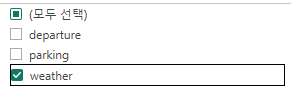 (모두 선택)
departure
parking
weather